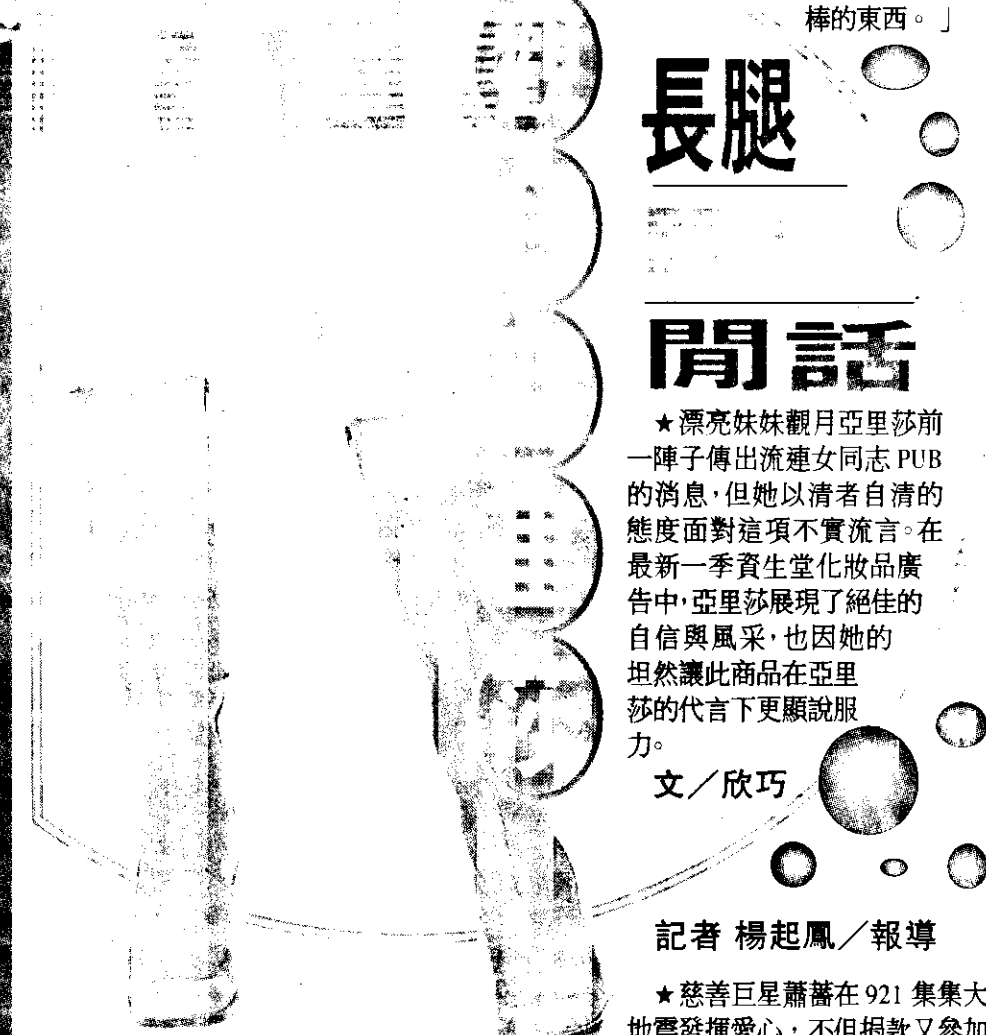 棒的東西。」
長腿
閒話
★漂亮妹妹觀月亞里莎前
一陣子傳出流連女同志 PUB
的消息,但她以清者自清的
態度面對這項不實流言。在
最新一季資生堂化妝品廣
告中,亞里莎展現了絕佳的
自信與風采,也因她的
坦然讓此商品在亞里
莎的代言下更顯說服
力。
文／欣巧
記者 楊起鳳／報導
★慈善巨星蕭薔在 921 集集大
地震發揮愛心，不但捐款又參加